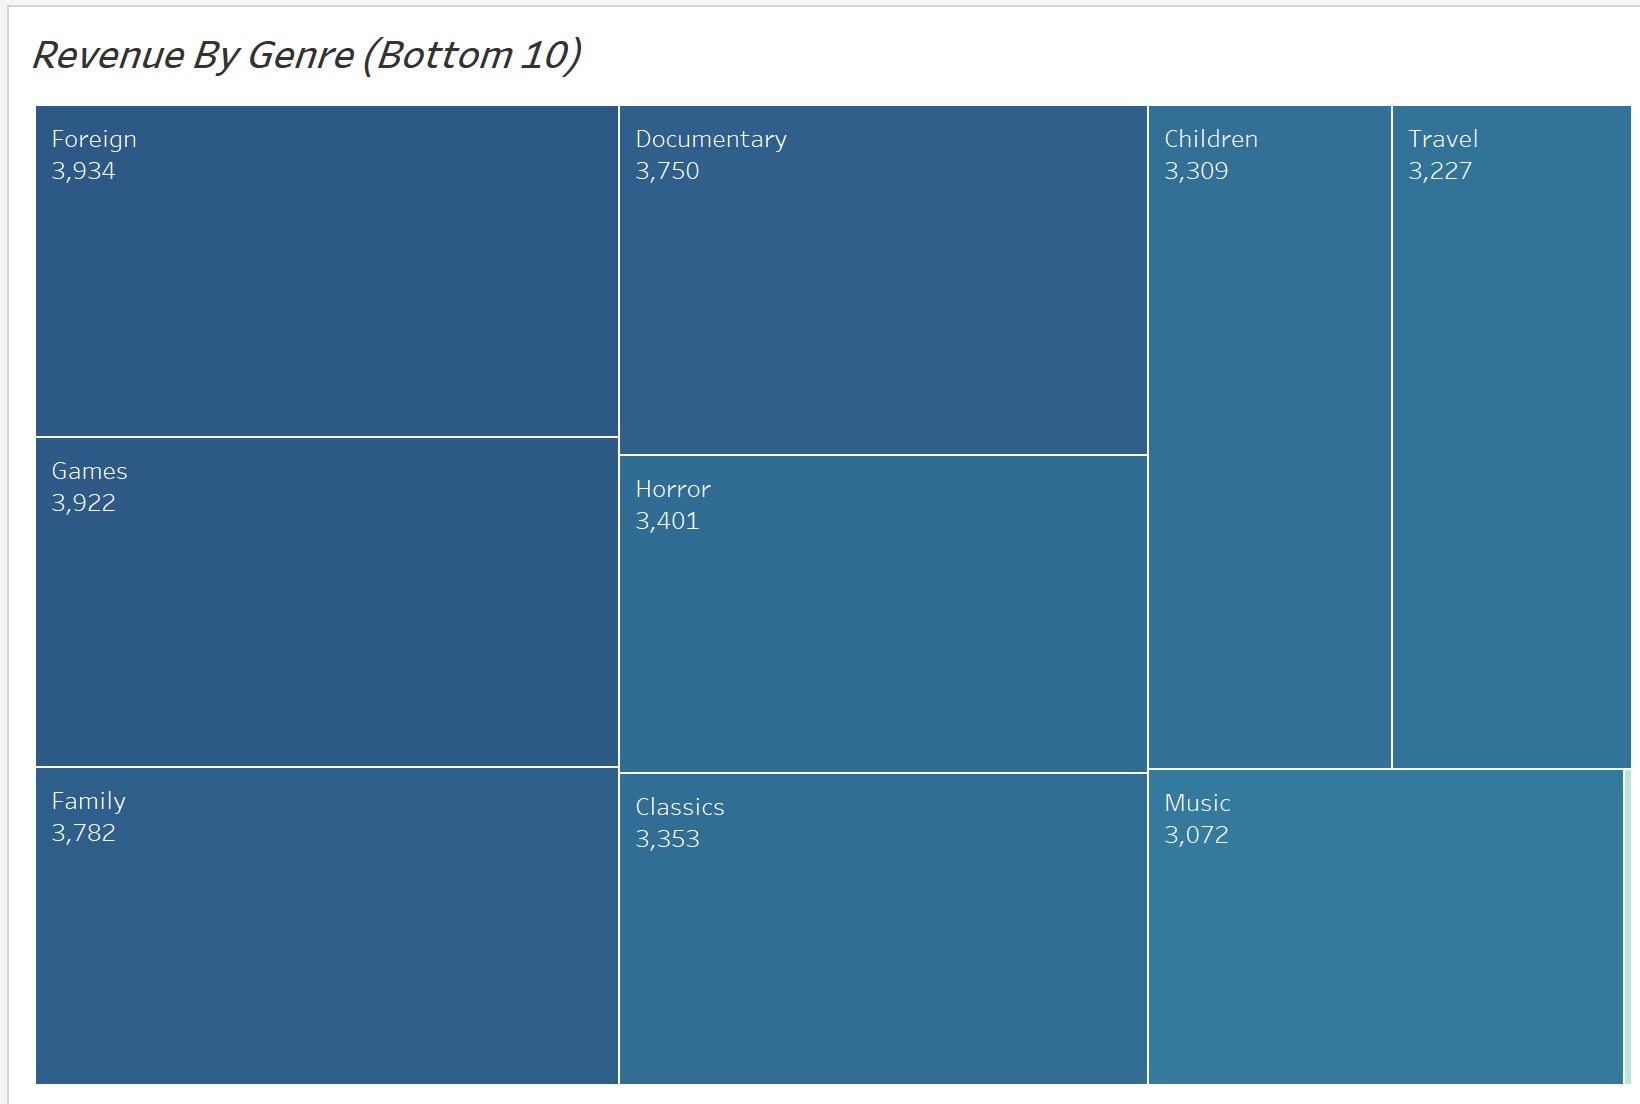 Revenue By Genre (Bottom 10)
Foreign
3,934
Games
3,922
Family
3,782
Documentary
3,750
Horror
3,401
Classics
3,353
Children
3,309
Travel
3,227
Music
3,072